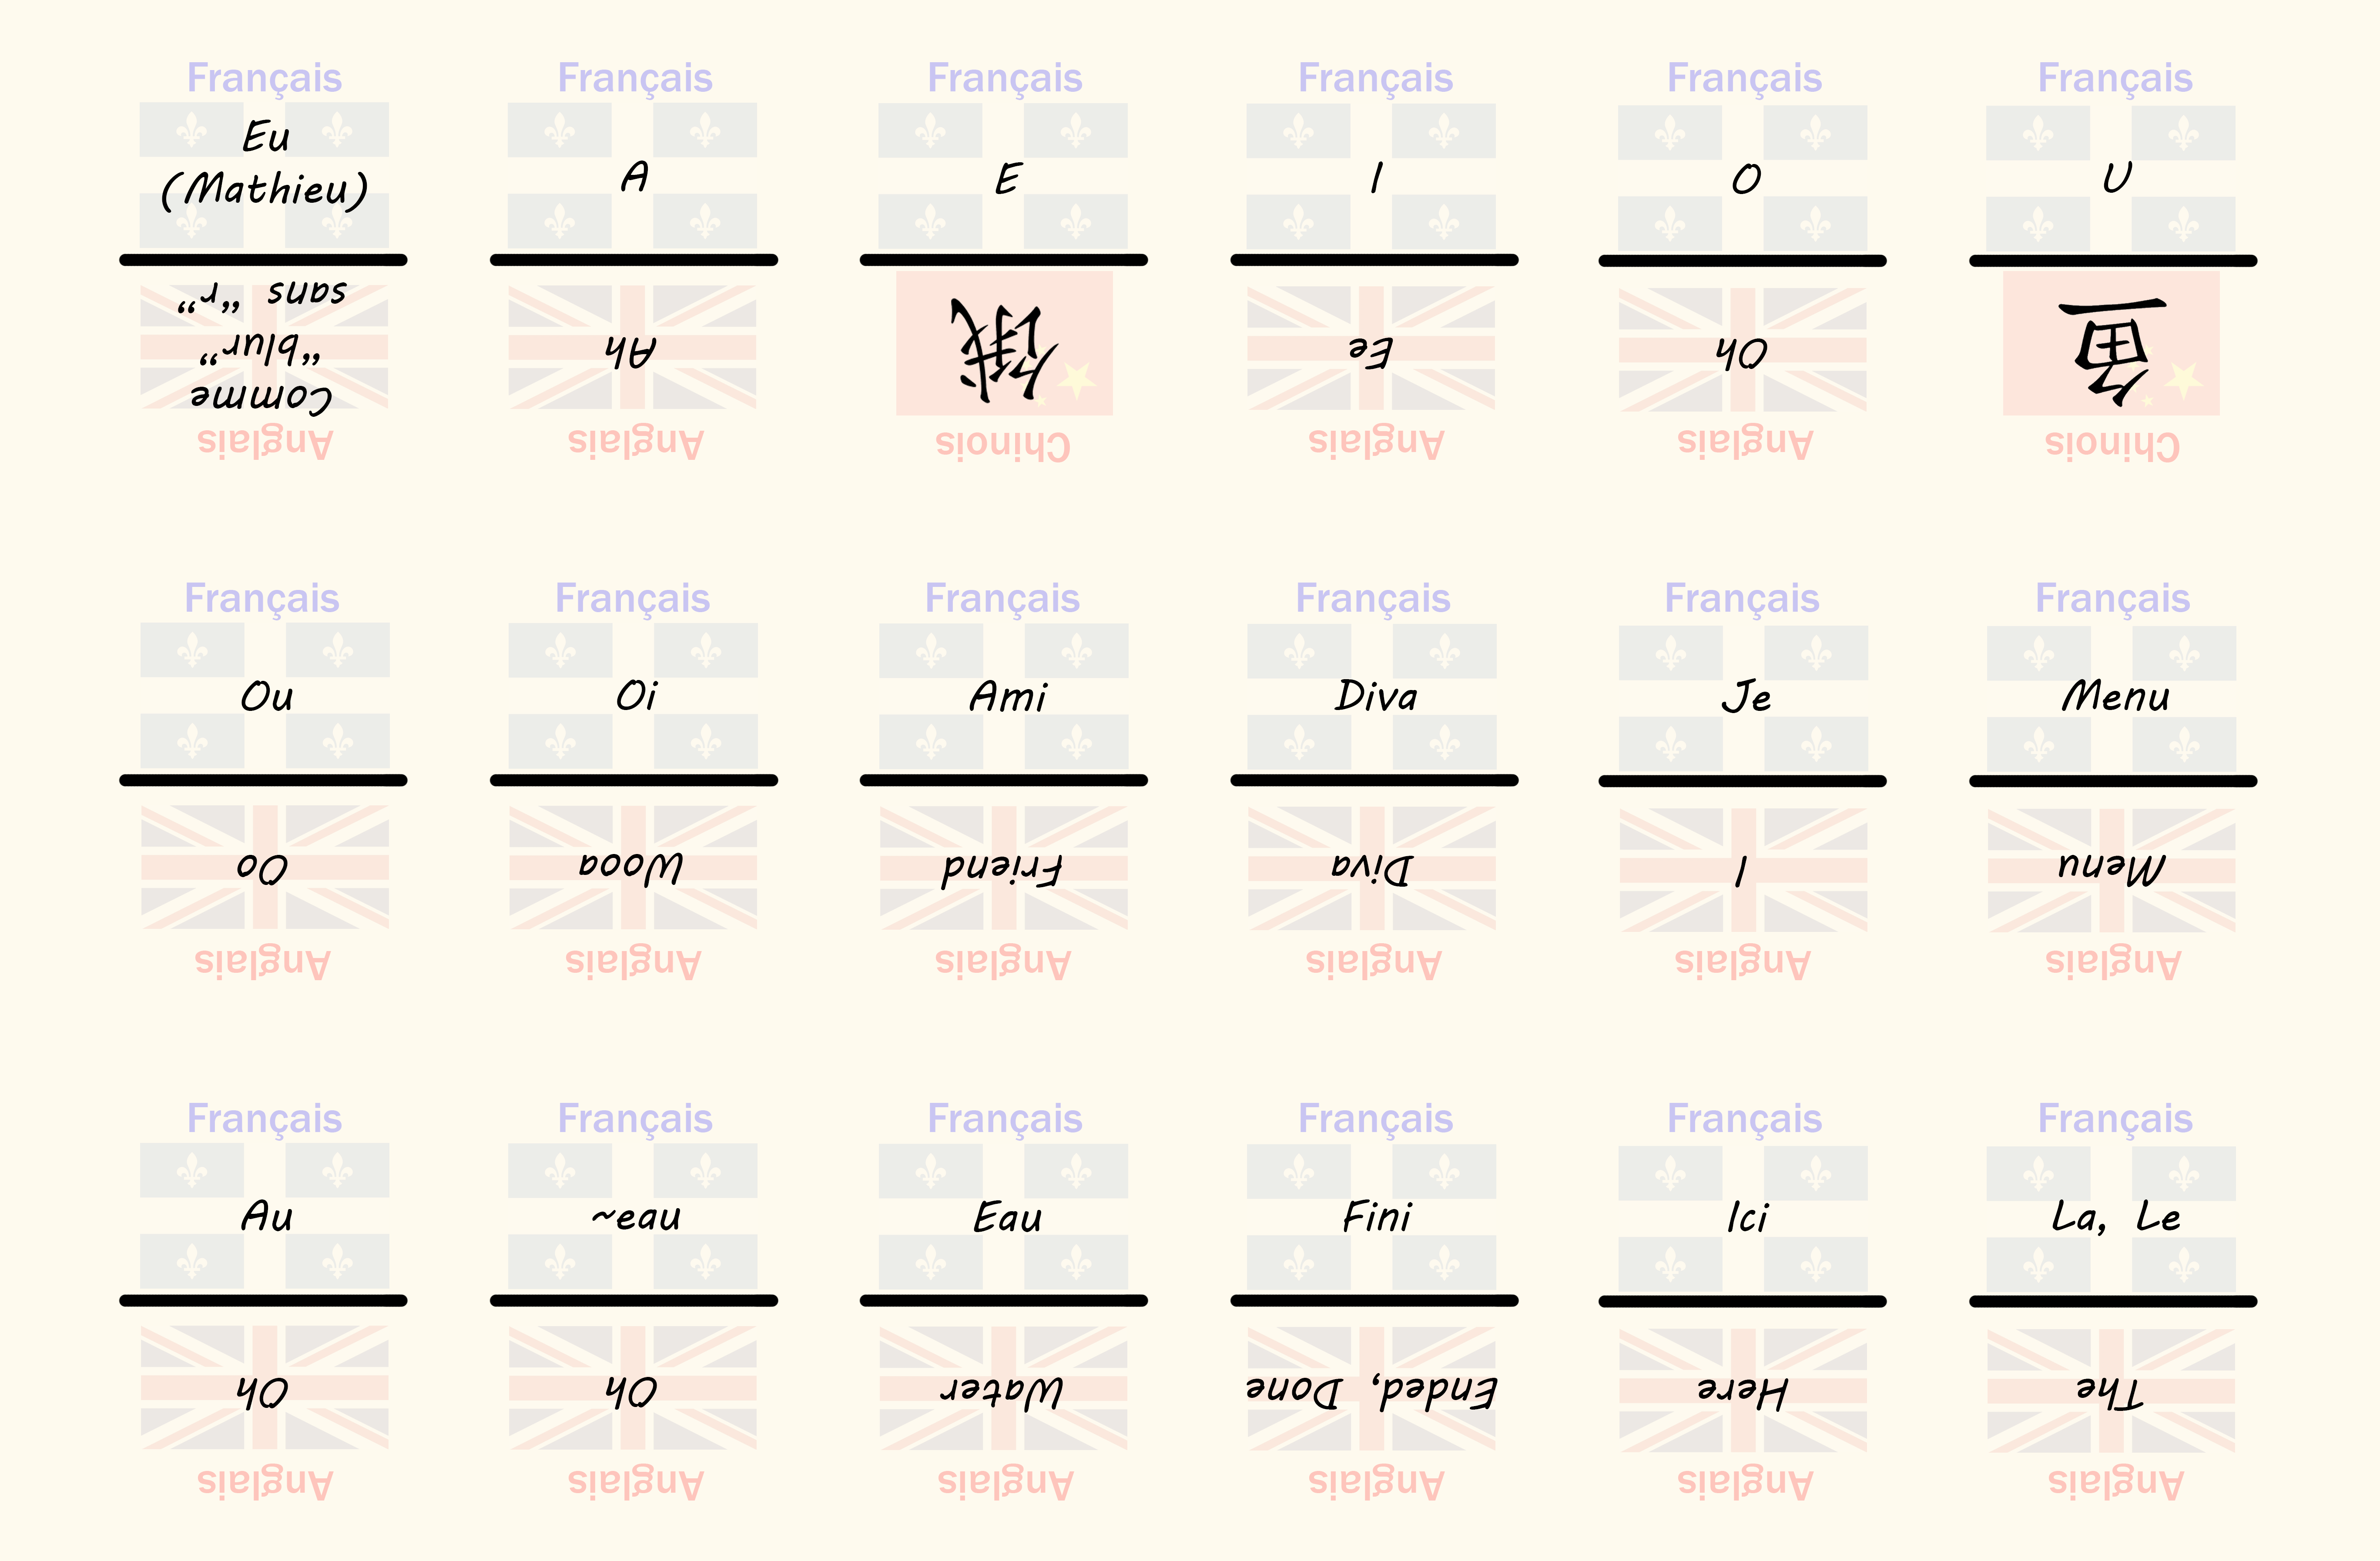 Français
Eu
(Mathieu)
Comme
“blur”
sans “r”
Anglais
Français
A
Ah
Anglais
Français
E
饿
Chinois
Français
I
Ee
Anglais
Français
O
Oh
Anglais
Français
U
鱼
Chinois
Français
Ou
Oo
Anglais
Français
Oi
Wooa
Anglais
Français
Ami
Friend
Anglais
Français
Diva
Diva
Anglais
Français
Je
I
Anglais
Français
Menu
Menu
Anglais
Français
Au
Oh
Anglais
Français
~eau
Oh
Anglais
Français
Eau
Water
Anglais
Français
Fini
Ended, Done
Anglais
Français
Ici
Here
Anglais
Français
La, Le
The
Anglais